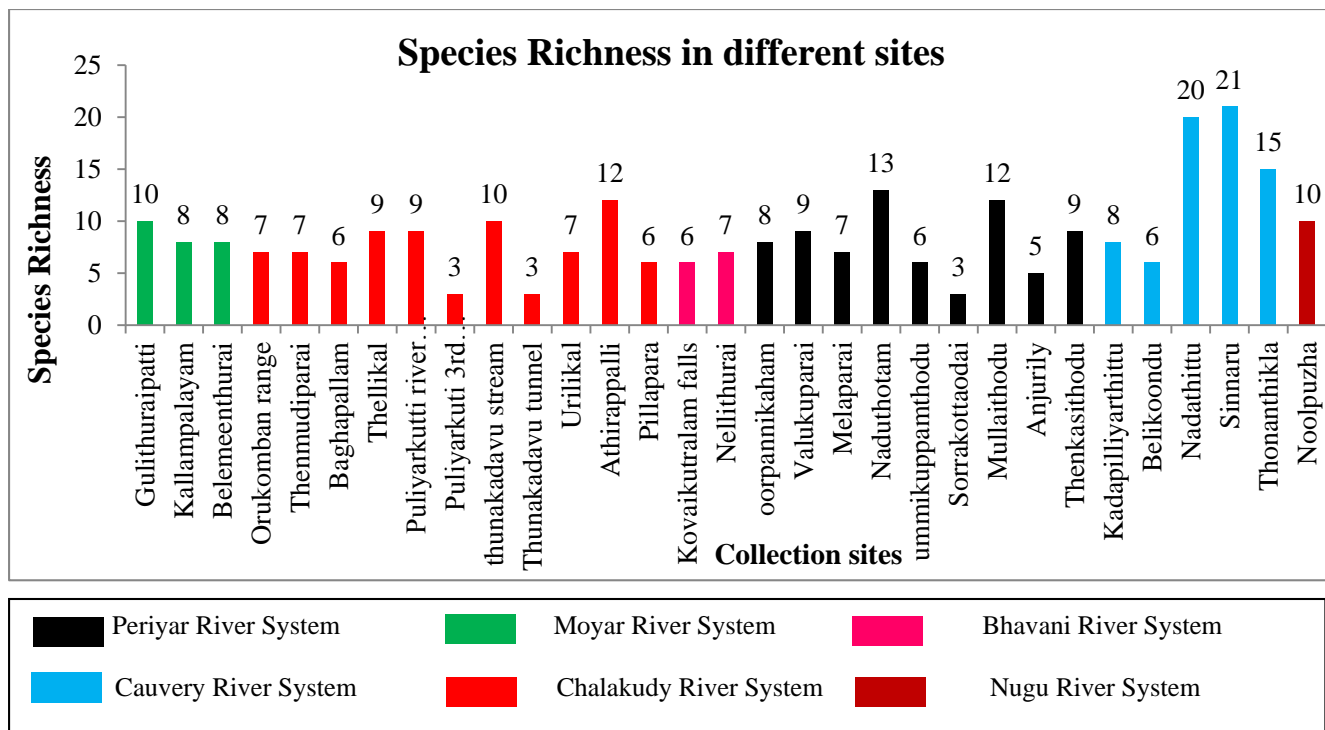 Species Richness in different sites
Species Richness
25
20
15
10
5
0
10
8
8
7
7
6
9
9
3
10
3
7
12
6
6
7
8
9
7
13
6
3
12
5
9
8
6
20
21
15
10
Gulithuraipatti
Kallampalayam
Belemeenthurai
Orukomban range
Thenmudiparai
Baghapallam
Thellikal
Puliyarkutti river…
Puliyarkuti 3rd…
thunakadavu stream
Thunakadavu tunnel
Urilikal
Athirappalli
Pillapara
Kovaikutralam falls
Nellithurai
oorpannikaham
Valukuparai
Melaparai
Naduthotam
ummikuppamthodu
Sorrakottaodai
Mullaithodu
Anjurily
Thenkasithodu
Kadapilliyarthittu
Belikoondu
Nadathittu
Sinnaru
Thonanthikla
Noolpuzha
Collection sites
Periyar River System
Moyar River System
Bhavani River System
Cauvery River System
Chalakudy River System
Nugu River System